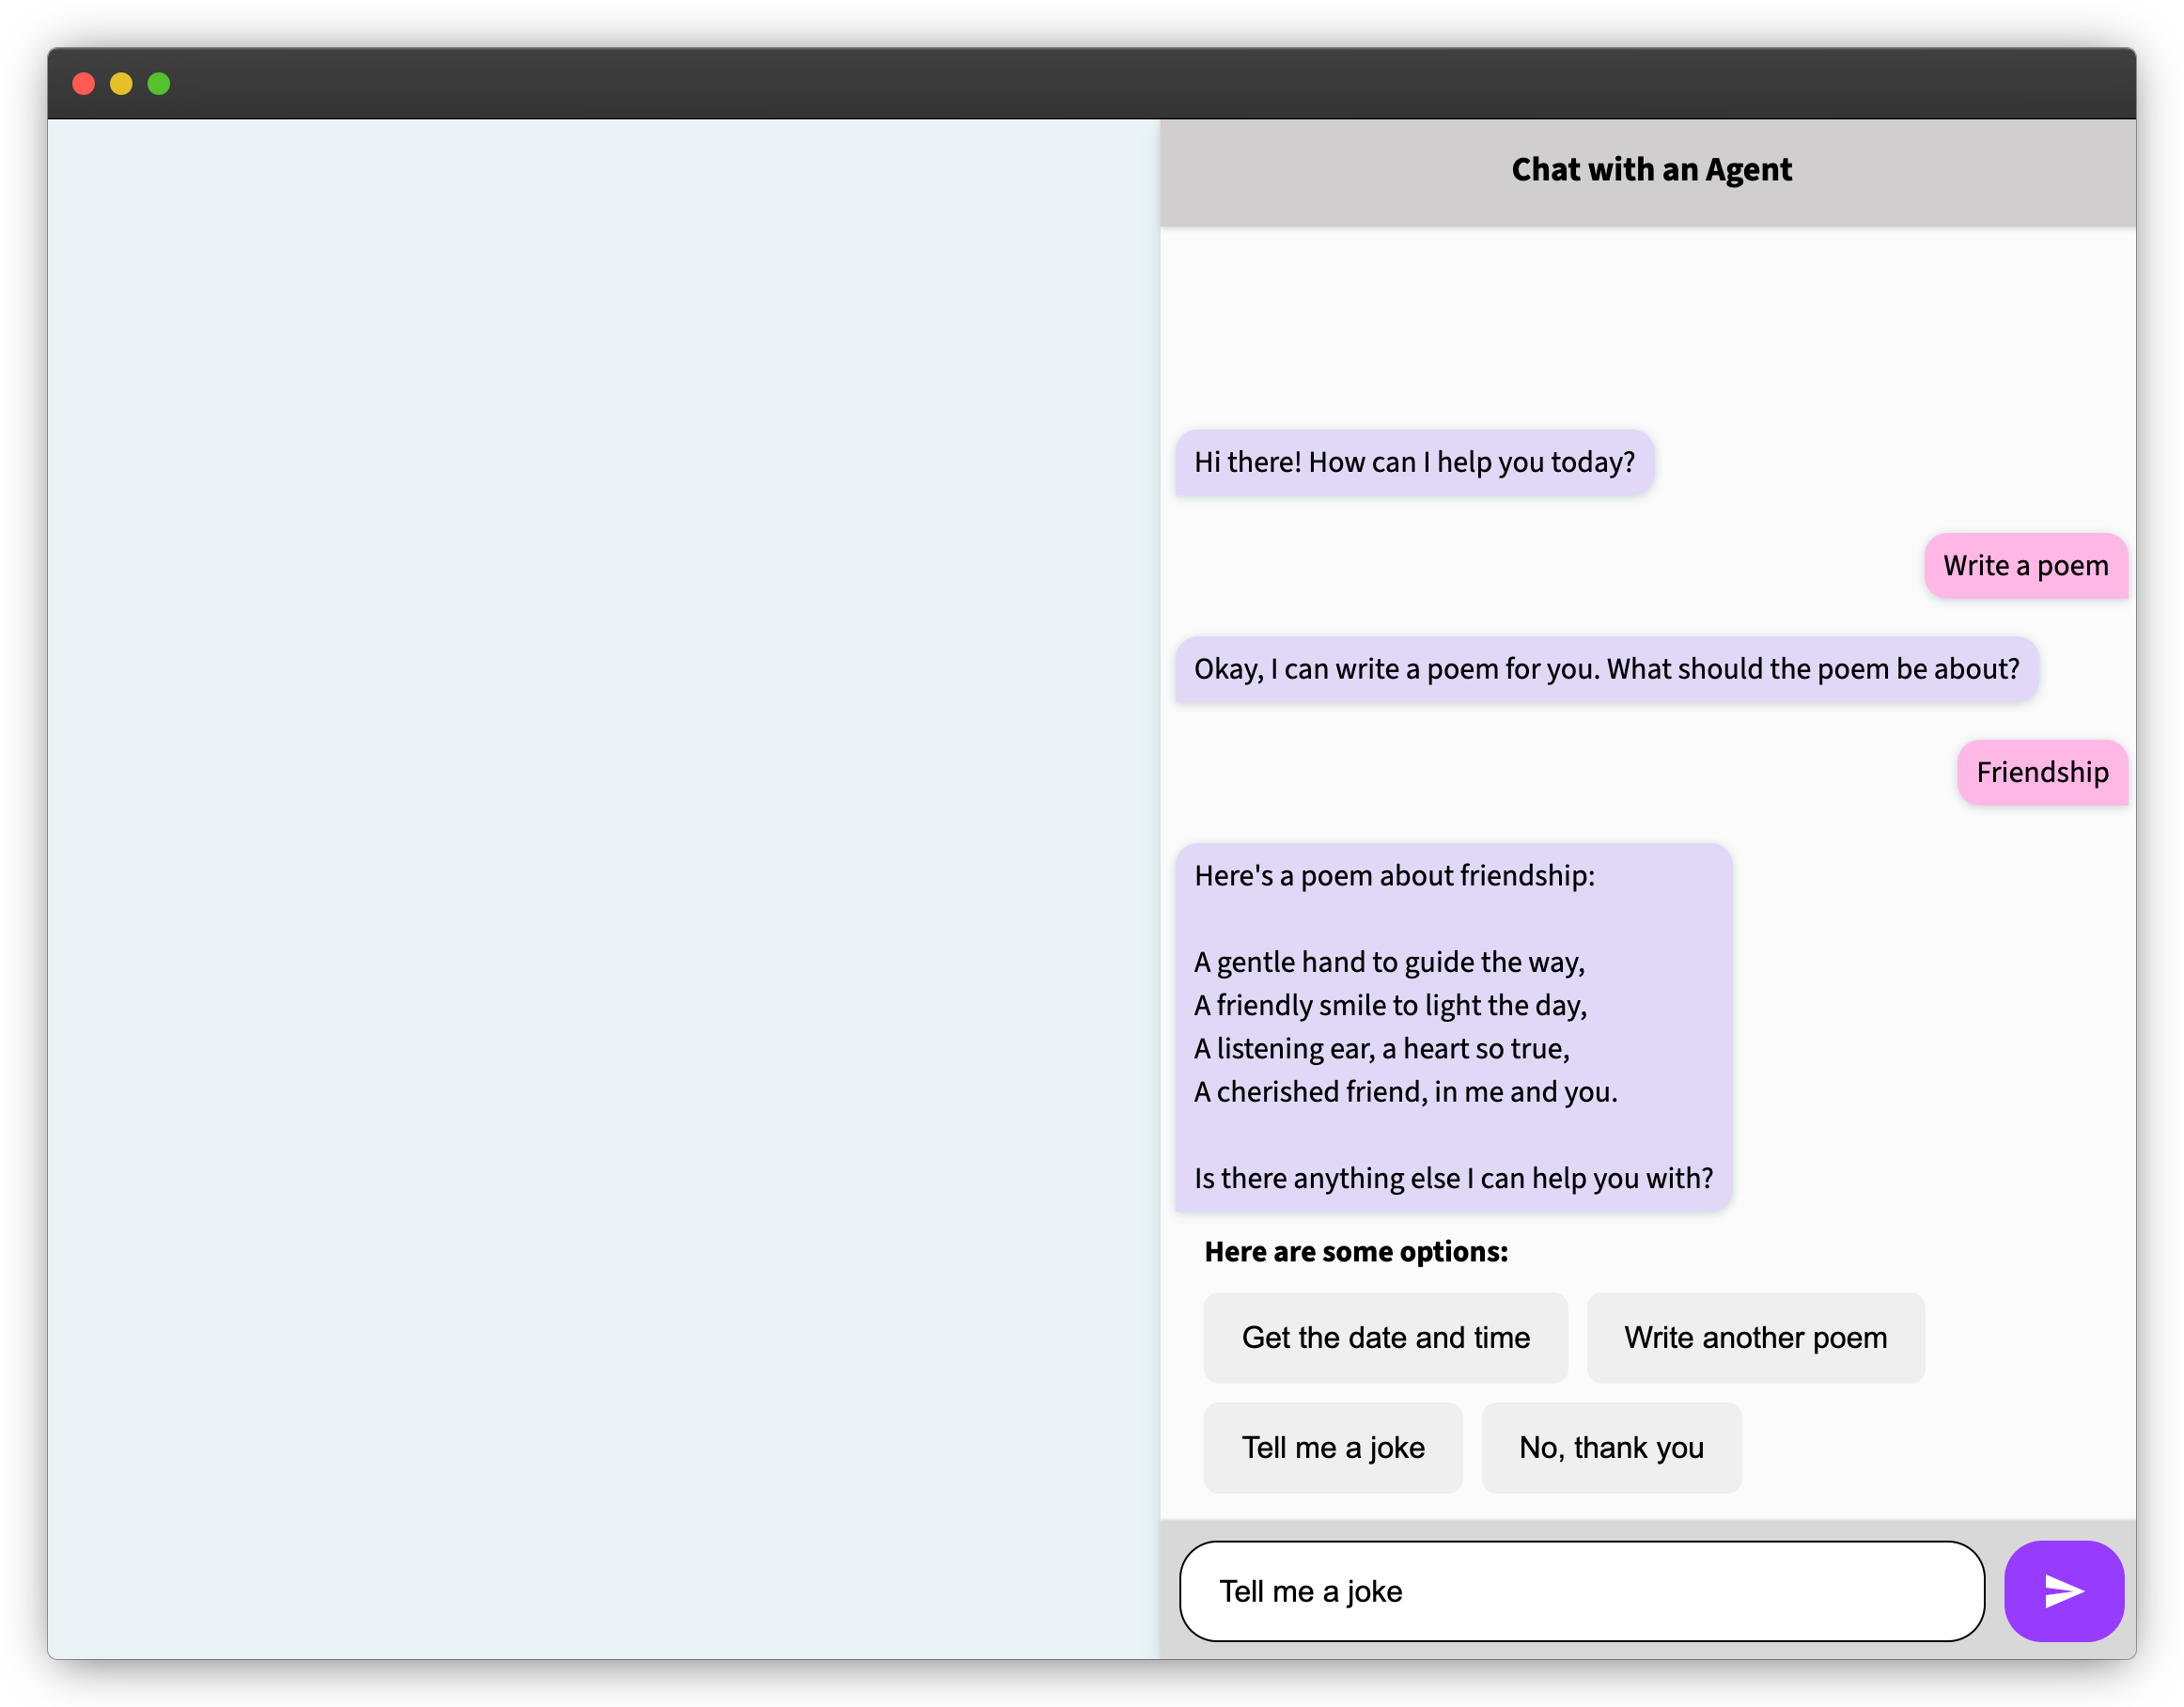 Chat with an Agent
Hi there! How can I help you today?
Write a poem
Okay, I can write a poem for you. What should the poem be about?
Friendship
Here's a poem about friendship:
A gentle hand to guide the way,
A friendly smile to light the day,
A listening ear, a heart so true,
A cherished friend, in me and you.
Is there anything else I can help you with?
Here are some options:
Get the date and time
Write another poem
Tell me a joke
No, thank you
Tell me a joke